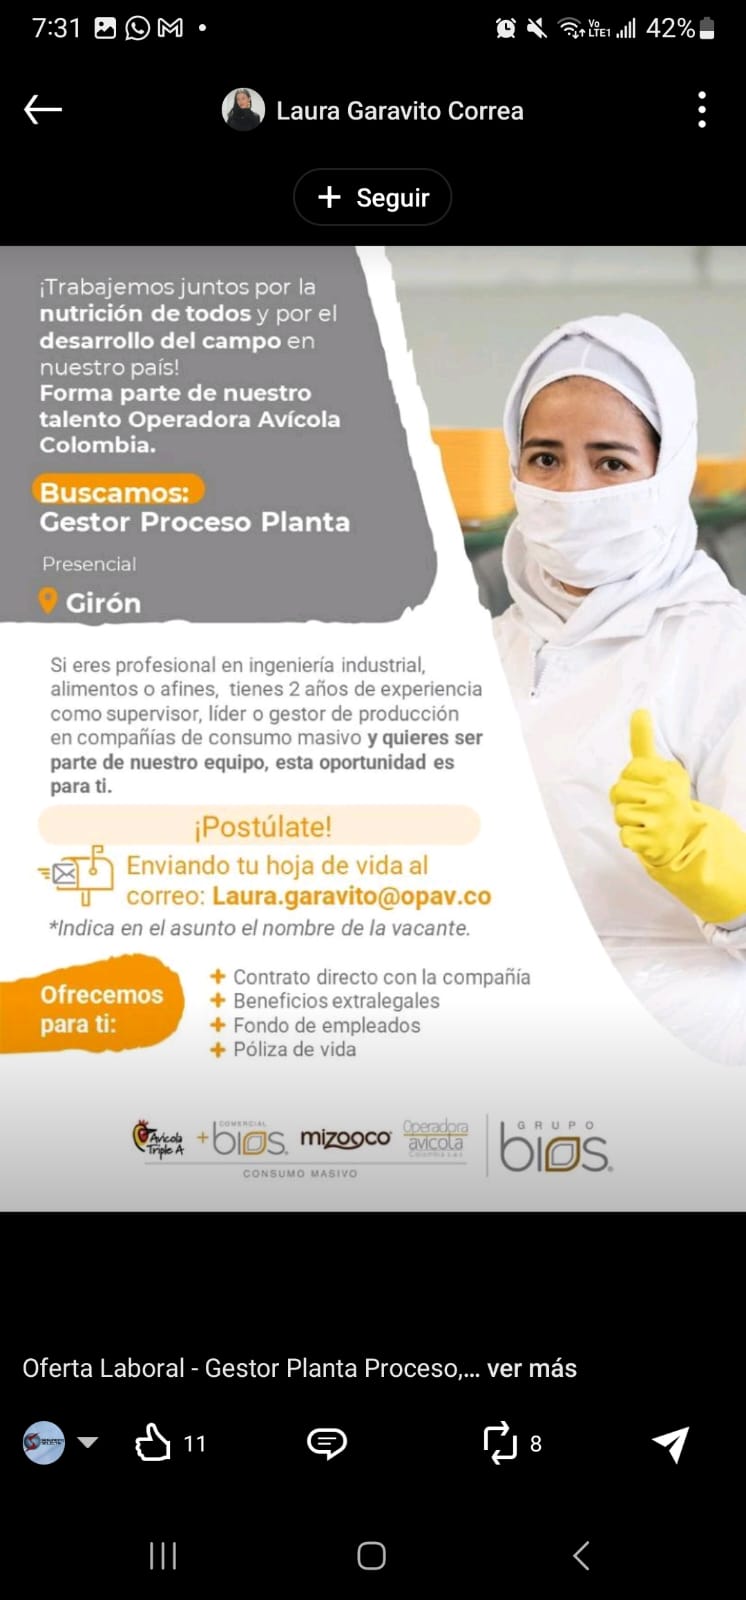 7:31
Vo
LTE1
42%
Laura Garavito Correa
+ Seguir
¡Trabajemos juntos por la
nutrición de todos y por el
desarrollo del campo en
nuestro país!
Forma parte de nuestro
talento Operadora Avícola
Colombia.
Buscamos:
Gestor Proceso Planta
Presencial
Girón
Si eres profesional en ingeniería industrial,
alimentos o afines, tienes 2 años de experiencia
como supervisor, líder o gestor de producción
en compañías de consumo masivo y quieres ser
parte de nuestro equipo, esta oportunidad es
para ti.
¡Postúlate!
Enviando tu hoja de vida al
correo: Laura.garavito@opav.co
*Indica en el asunto el nombre de la vacante.
Ofrecemos
para ti:
+ Contrato directo con la compañía
+ Beneficios extralegales
+ Fondo de empleados
+ Póliza de vida
Avícola
Triple A
COMERCIAL
+bios.
mizooco
Operadora
avícola
Colombia s.a.s
CONSUMO MASIVO
GRUPO
bios.
Oferta Laboral - Gestor Planta Proceso,... ver más
11
8